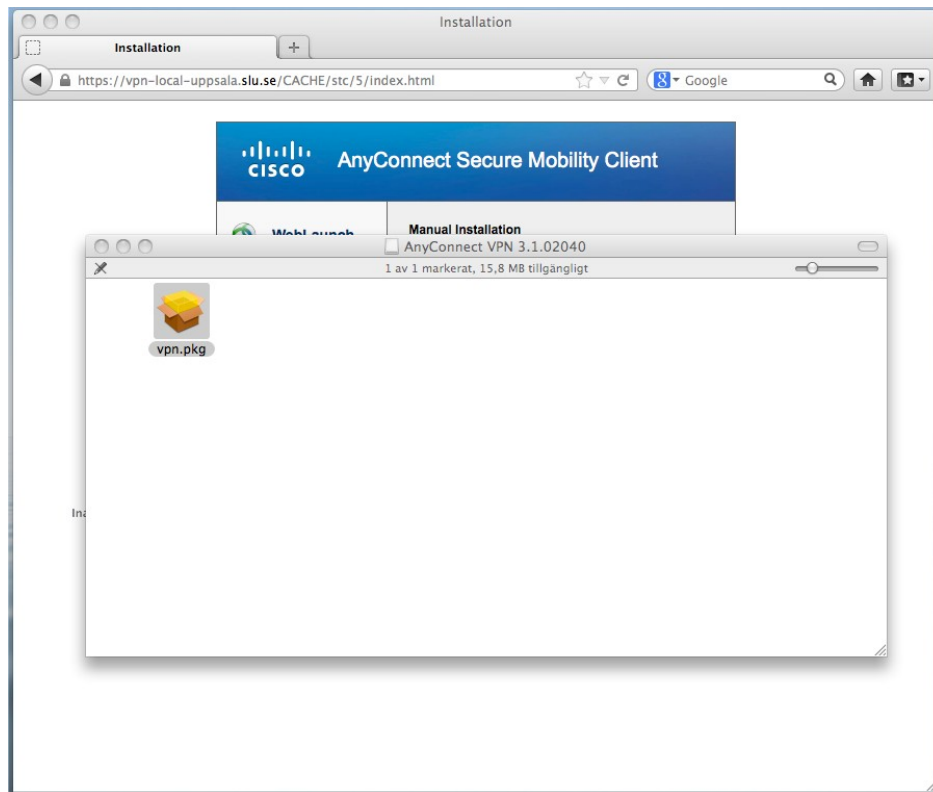 Installation
Installation
https://vpn-local-uppsala.slu.se/CACHE/stc/5/index.html
Google
CISCO
AnyConnect Secure Mobility Client
WebLaunch
Manual Installation
AnyConnect VPN 3.1.02040
1 av 1 markerat, 15,8 MB tillgängligt
vpn.pkg